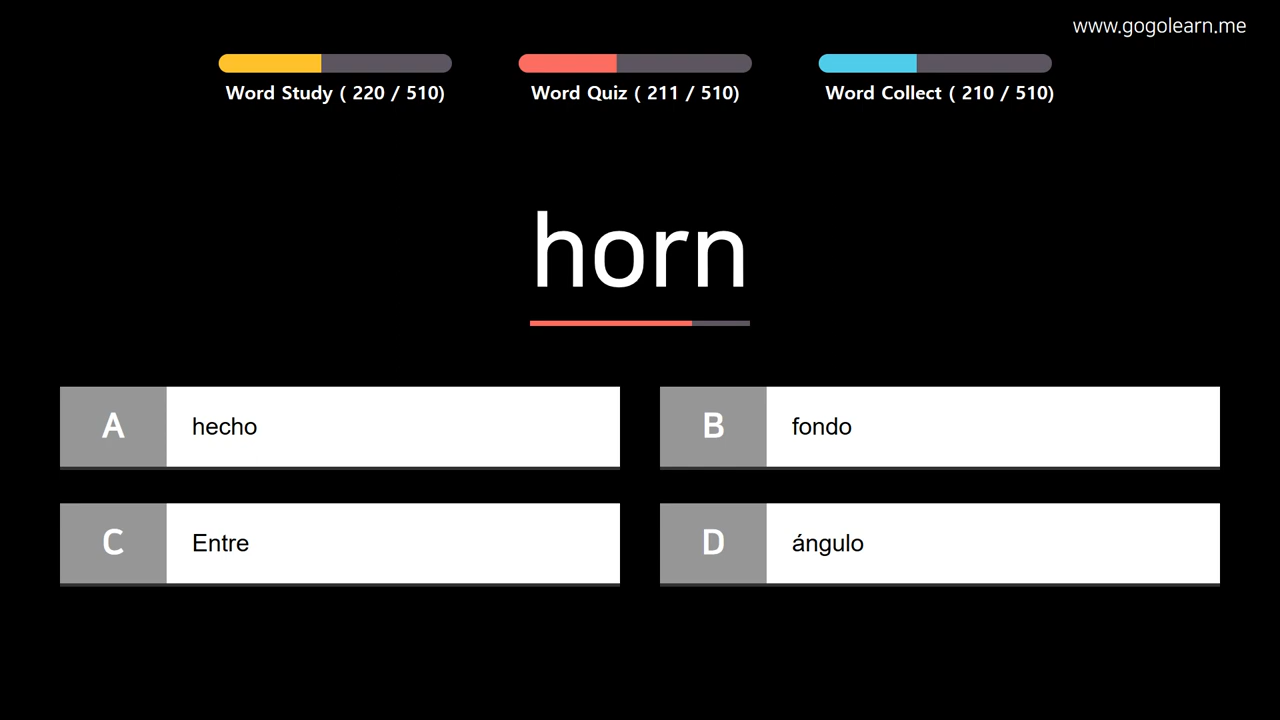 www.gogolearn.me
Word Study ( 220 / 510)
Word Quiz ( 211 / 510)
Word Collect ( 210 / 510)
horn
A hecho
B fondo
C Entre
D ángulo